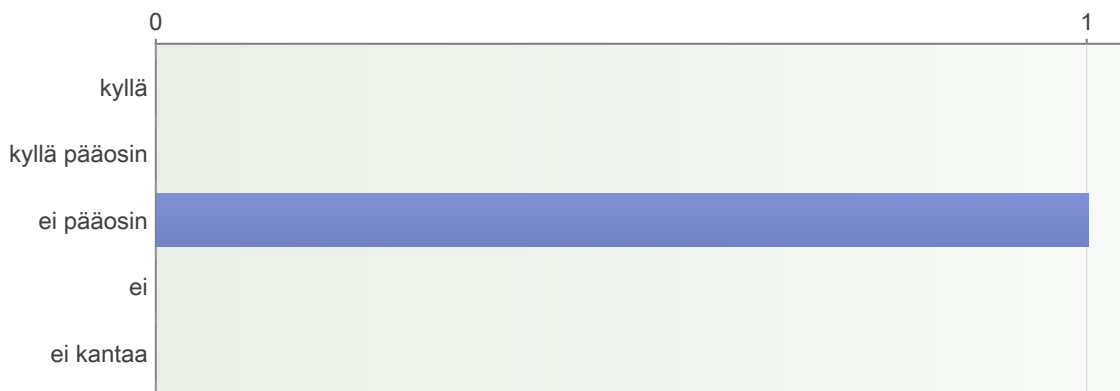 0 1
kyllä
kyllä pääosin
ei pääosin
ei
ei kantaa